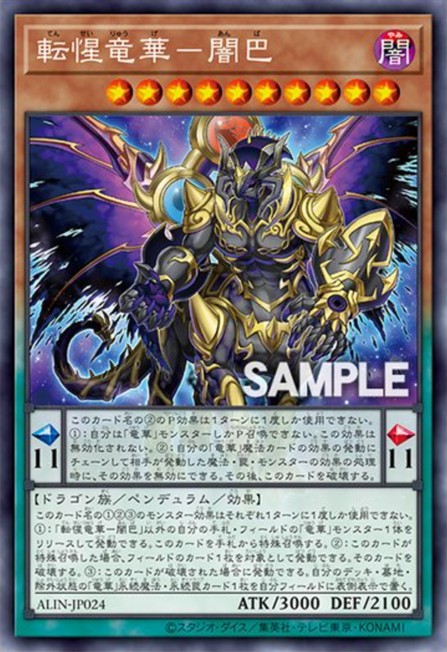 転惺竜華－闇巴
てんせいりゅうげ あんば
闇
やみ
SAMPLE
このカード名の②のP効果は1ターンに1度しか使用できない。
①：自分は「竜華」モンスターしかP召喚できない。この効果は
無効化されない。②：自分の「竜華」魔法カードの効果の発動に
チェーンして相手が発動した魔法・罠・モンスターの効果の処理
時に、その効果を無効にできる。その後、このカードを破壊する。
11
11
【ドラゴン族／ペンデュラム／効果】
このカード名の①②③のモンスター効果はそれぞれ1ターンに1度しか使用できない。
①：「転惺竜華－闇巴」以外の自分の手札・フィールドの「竜華」モンスター1体を
リリースして発動できる。このカードを手札から特殊召喚する。②：このカードが
特殊召喚した場合、フィールドのカード1枚を対象として発動できる。そのカードを
破壊する。③：このカードが破壊された場合に発動できる。自分のデッキ・墓地・
除外状態の「竜華」永続魔法・永続罠カード1枚を自分フィールドに表側表示で置く。
ALIN-JP024
ATK/3000 DEF/2100
©スタジオ・ダイス／集英社・テレビ東京・KONAMI